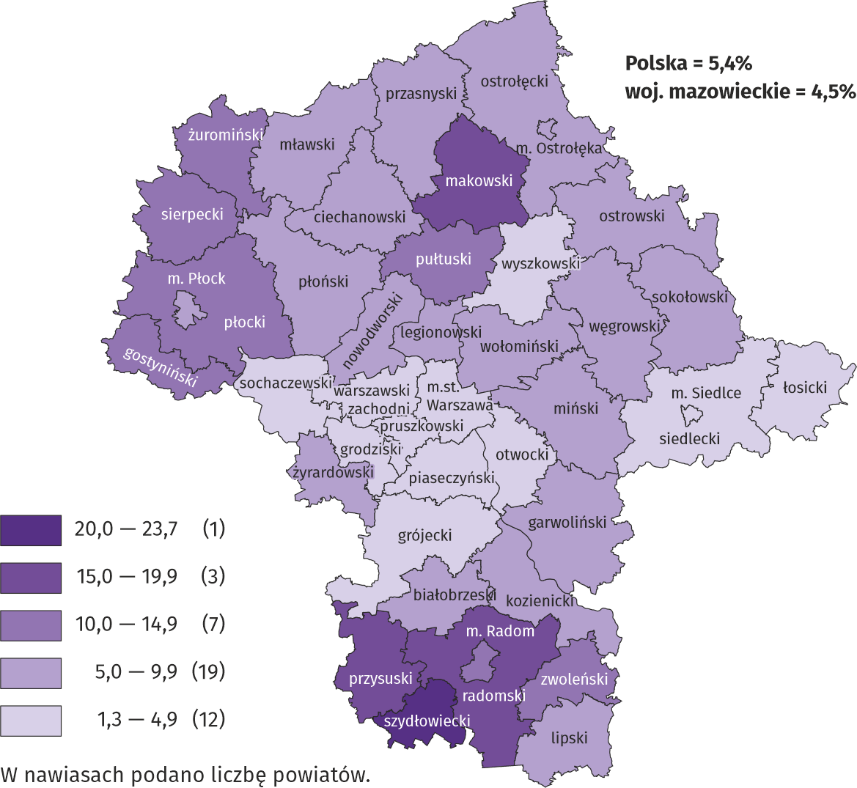 Polska = 5,4%
woj. mazowieckie = 4,5%
ostrołęcki
przasnyski
żuromiński
mławski
m. Ostrołęka
makowski
sierpecki
ciechanowski
ostrowski
pułtuski
wyszkowski
m. Płock
płoński
sokołowski
płocki
nowodworski
legionowski
węgrowski
wołomiński
gostyniński
sochaczewski
warszawski
zachodni
m.st.
Warszawa
m. Siedlce
łosicki
miński
pruszkowski
siedlecki
grodziski
otwocki
żyrardowski
piaseczyński
garwoliński
grójecki
białobrzeski
kozienicki
m. Radom
przysuski
zwoleński
radomski
szydłowiecki
lipski
20,0 — 23,7 (1)
15,0 — 19,9 (3)
10,0 — 14,9 (7)
5,0 — 9,9 (19)
1,3 — 4,9 (12)
W nawiasach podano liczbę powiatów.